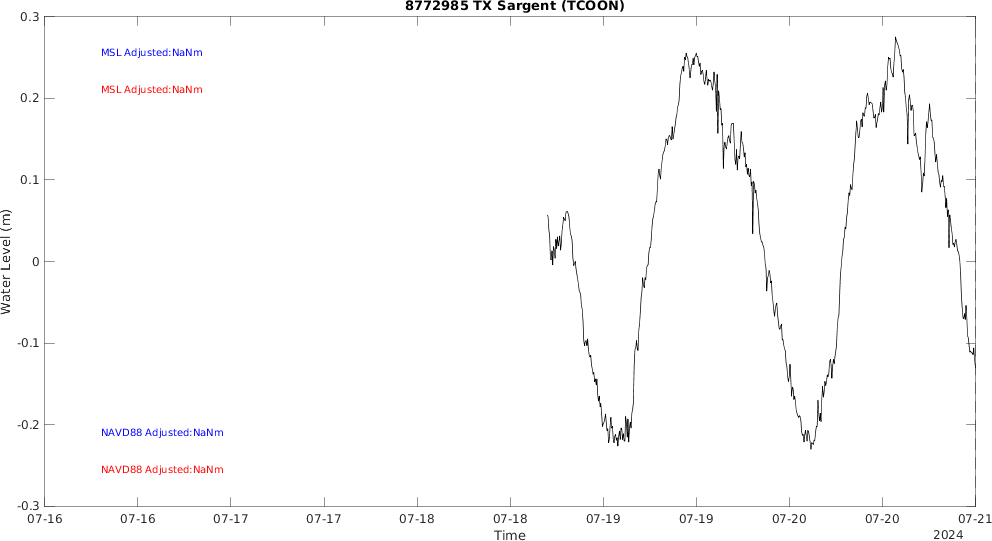 8772985 TX Sargent (TCOON)
0.3
0.2
0.1
0
-0.1
-0.2
-0.3
Water Level (m)
MSL Adjusted:NaNm
MSL Adjusted:NaNm
NAVD88 Adjusted:NaNm
NAVD88 Adjusted:NaNm
07-16 07-16 07-17 07-17 07-18 07-18 07-19 07-19 07-20 07-20 07-21
Time
2024